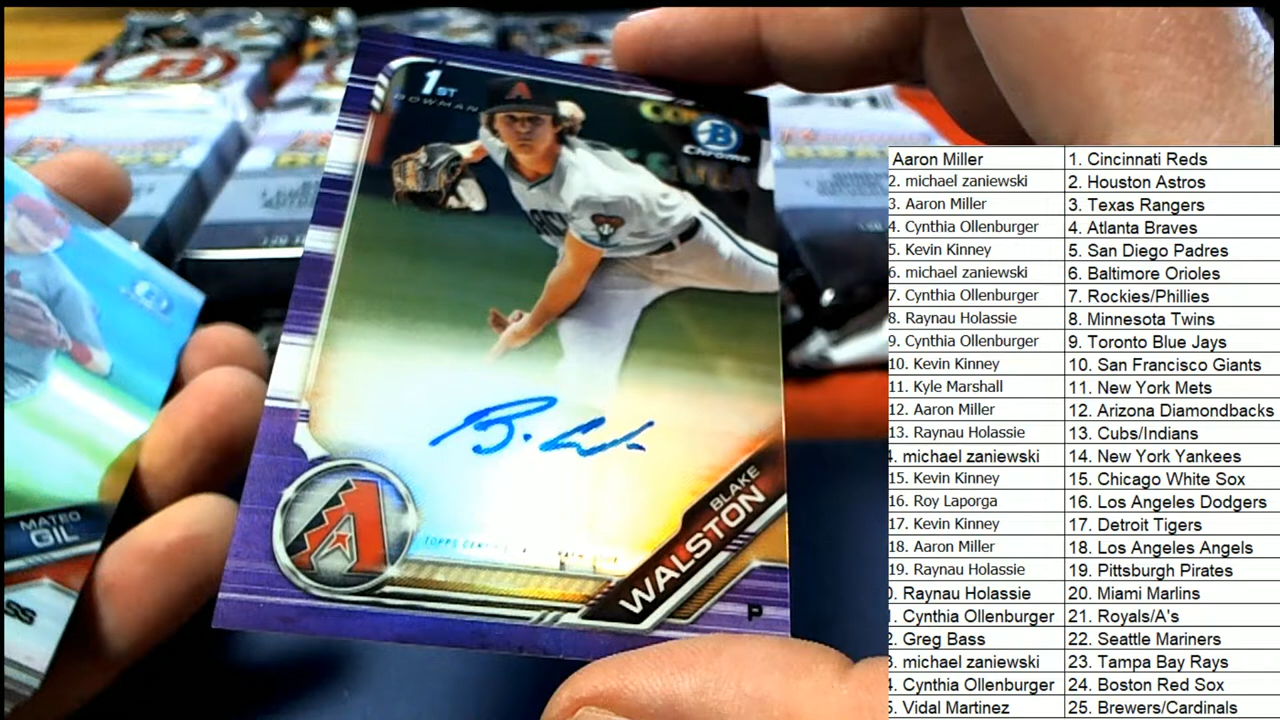 1ST
BOWMAN
Chrome
B. Wa
BLAKE
WALSTON
P
MATEO
GIL
Aaron Miller 1. Cincinnati Reds
2. michael zaniewski 2. Houston Astros
3. Aaron Miller 3. Texas Rangers
4. Cynthia Ollenburger 4. Atlanta Braves
5. Kevin Kinney 5. San Diego Padres
6. michael zaniewski 6. Baltimore Orioles
7. Cynthia Ollenburger 7. Rockies/Phillies
8. Raynau Holassie 8. Minnesota Twins
9. Cynthia Ollenburger 9. Toronto Blue Jays
10. Kevin Kinney 10. San Francisco Giants
11. Kyle Marshall 11. New York Mets
12. Aaron Miller 12. Arizona Diamondbacks
13. Raynau Holassie 13. Cubs/Indians
4. michael zaniewski 14. New York Yankees
15. Kevin Kinney 15. Chicago White Sox
16. Roy Laporga 16. Los Angeles Dodgers
17. Kevin Kinney 17. Detroit Tigers
18. Aaron Miller 18. Los Angeles Angels
19. Raynau Holassie 19. Pittsburgh Pirates
0. Raynau Holassie 20. Miami Marlins
1. Cynthia Ollenburger 21. Royals/A's
2. Greg Bass 22. Seattle Mariners
3. michael zaniewski 23. Tampa Bay Rays
4. Cynthia Ollenburger 24. Boston Red Sox
5. Vidal Martinez 25. Brewers/Cardinals